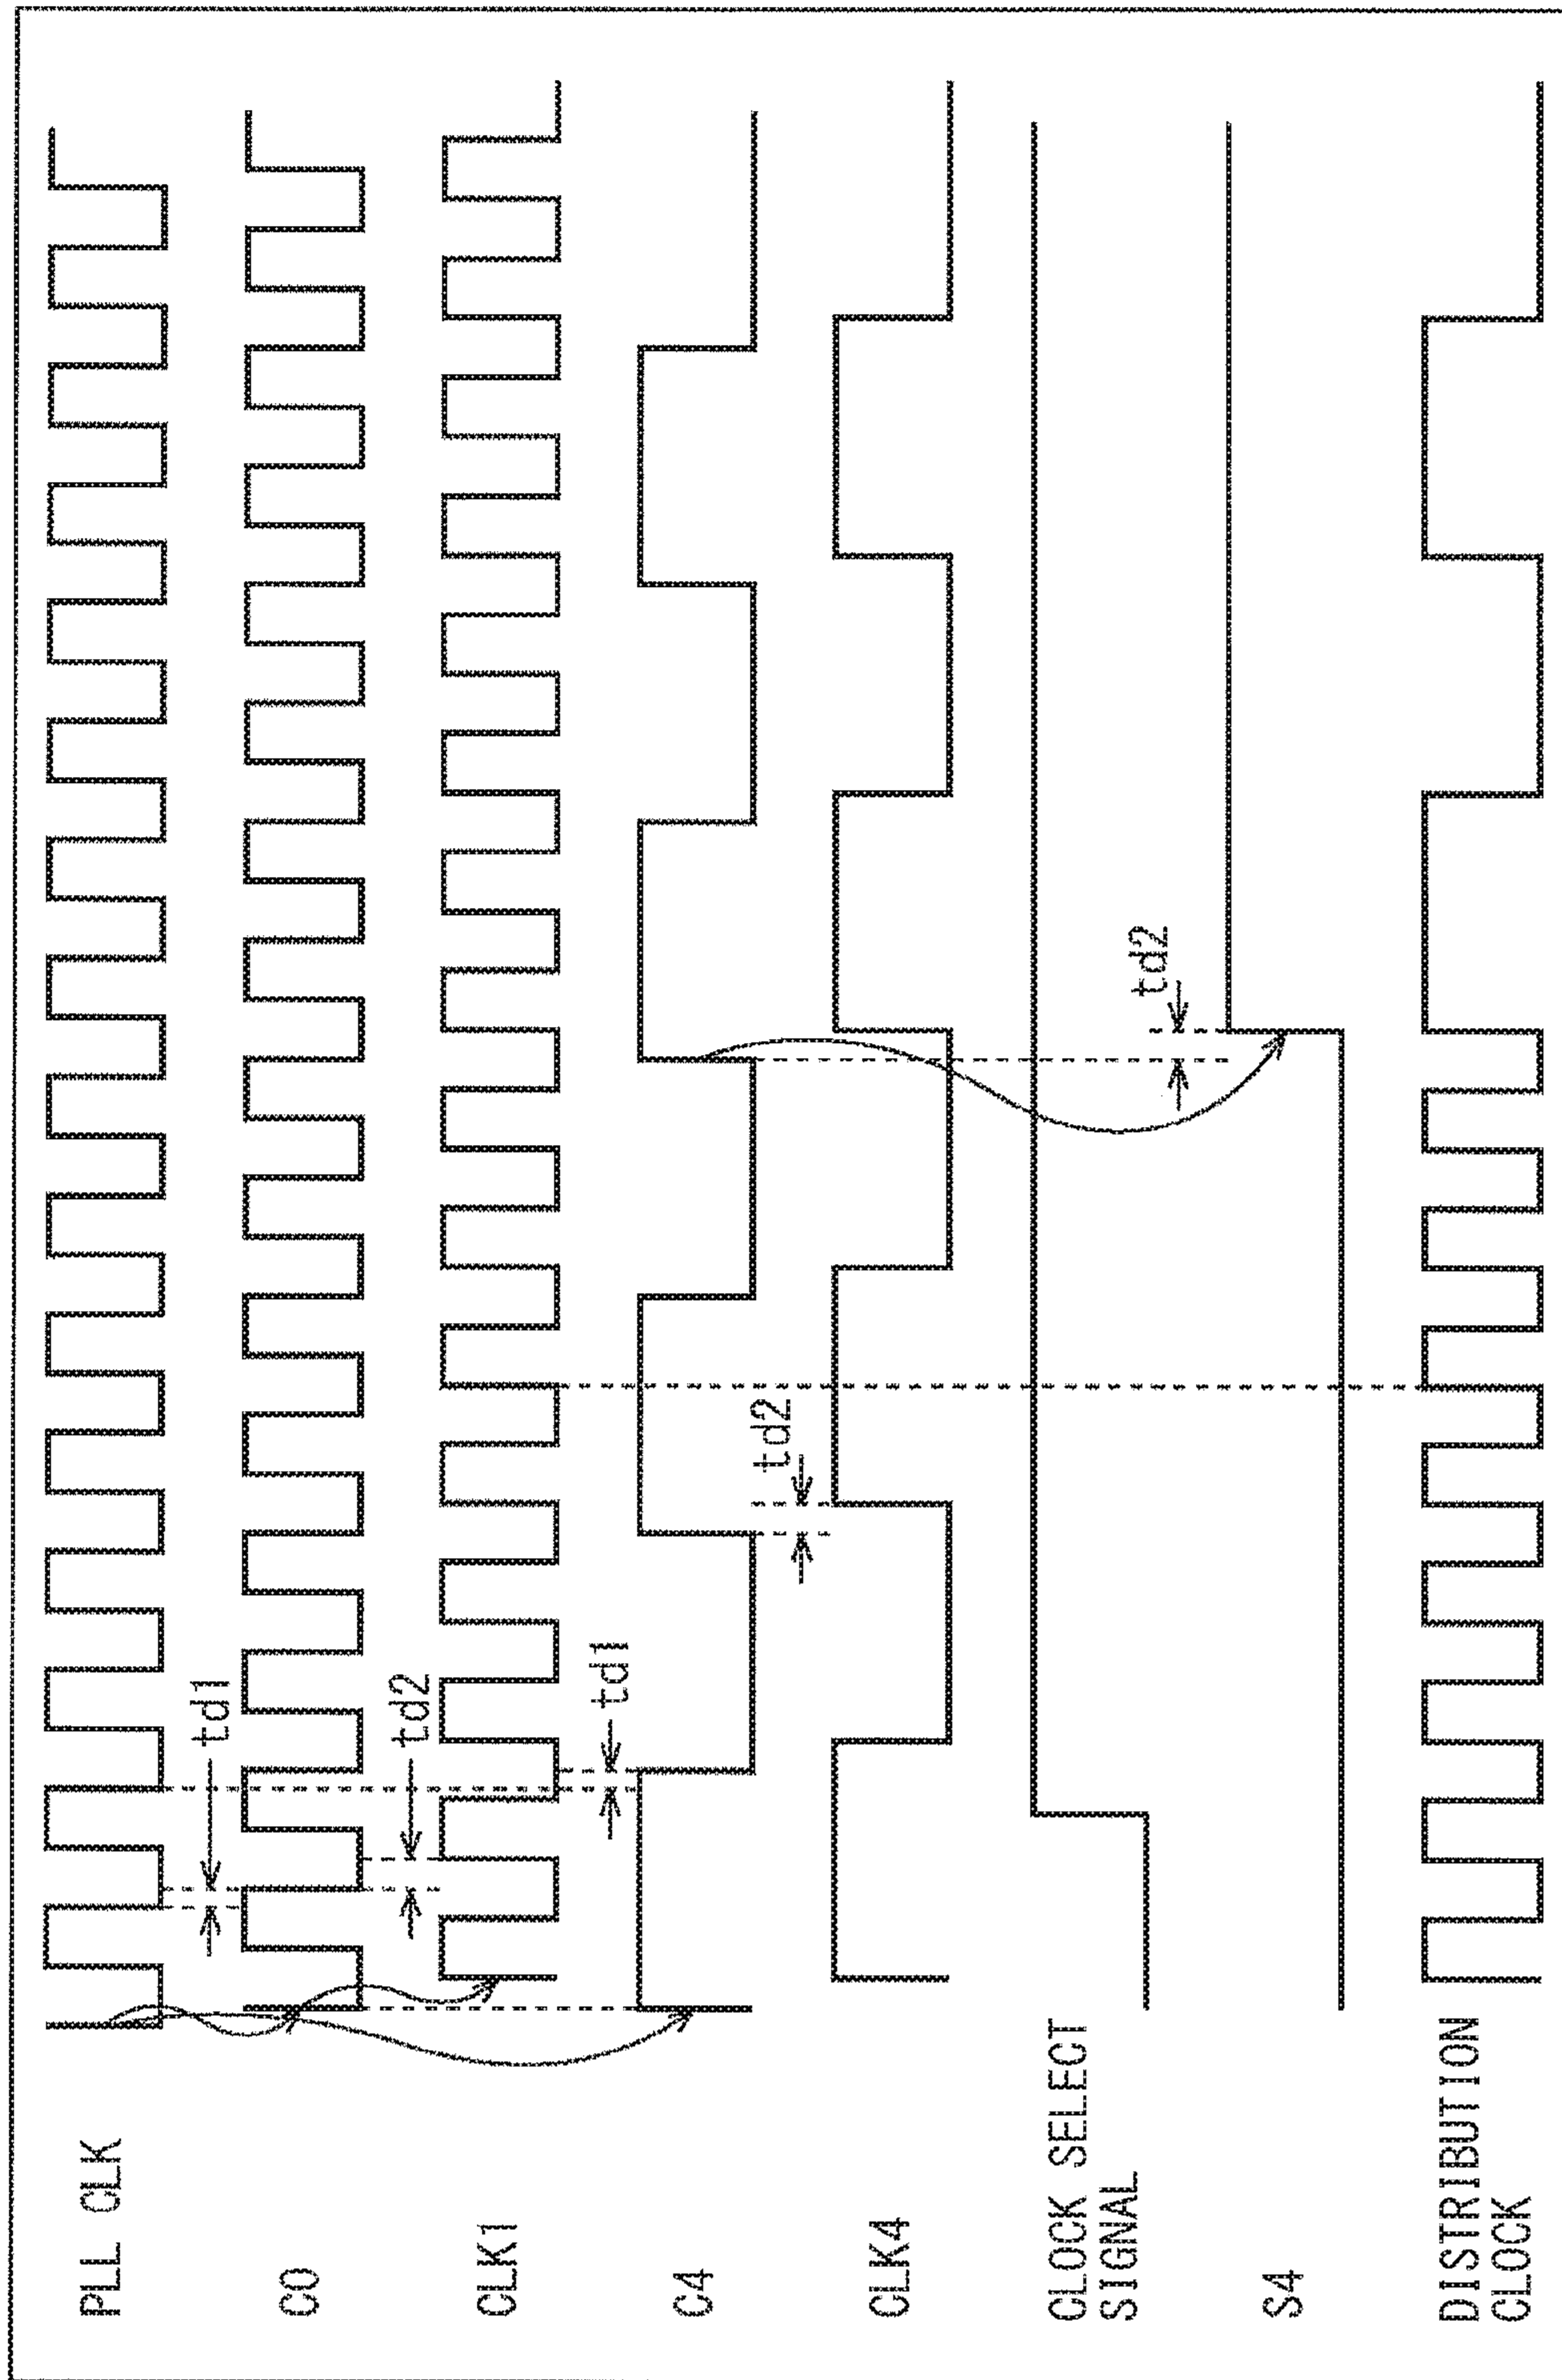 PLL CLK
td1
C0
td2
CLK1
td1
C4
td2
CLK4
CLOCK SELECT
SIGNAL
td2
S4
DISTRIBUTION
CLOCK